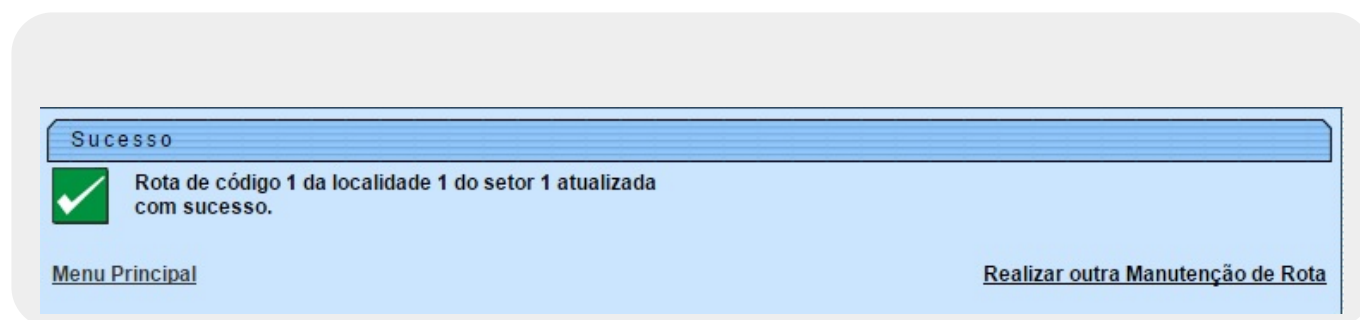 Sucesso
Rota de código 1 da localidade 1 do setor 1 atualizada
com sucesso.
Menu Principal
Realizar outra Manutenção de Rota